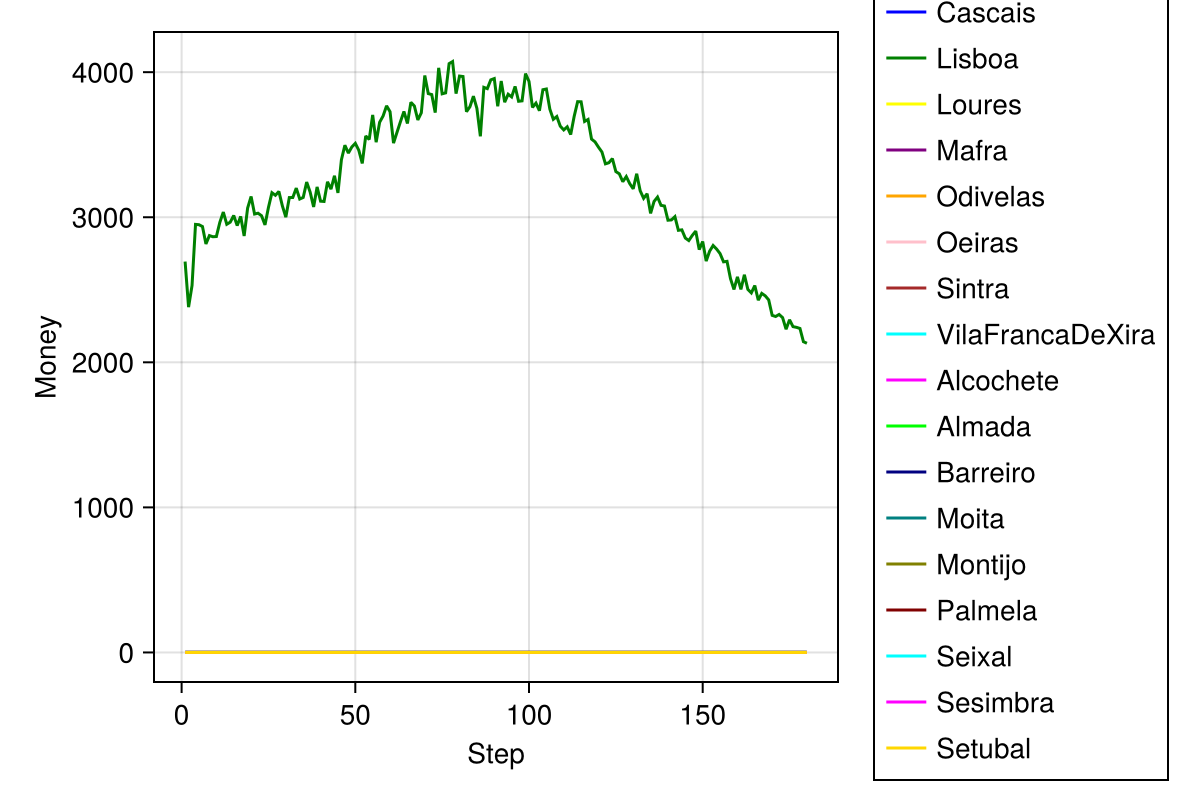 4000
3000
2000
1000
0
Money
0
50
100
150
Step
Cascais
Lisboa
Loures
Mafra
Odivelas
Oeiras
Sintra
VilaFrancaDeXira
Alcochete
Almada
Barreiro
Moita
Montijo
Palmela
Seixal
Sesimbra
Setubal